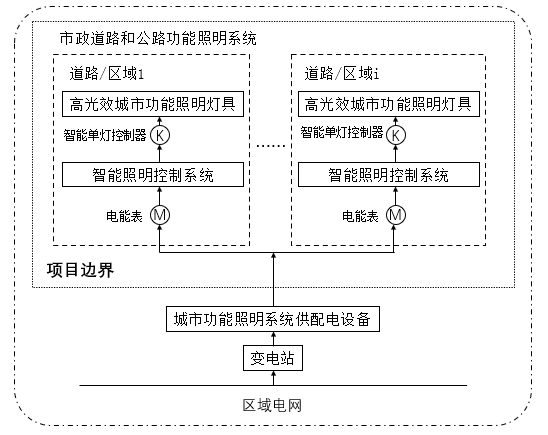 市政道路和公路功能照明系统
道路/区域1
道路/区域i
高光效城市功能照明灯具
高光效城市功能照明灯具
智能单灯控制器
K
智能单灯控制器
K
……
智能照明控制系统
智能照明控制系统
电能表
M
电能表
M
项目边界
城市功能照明系统供配电设备
变电站
区域电网